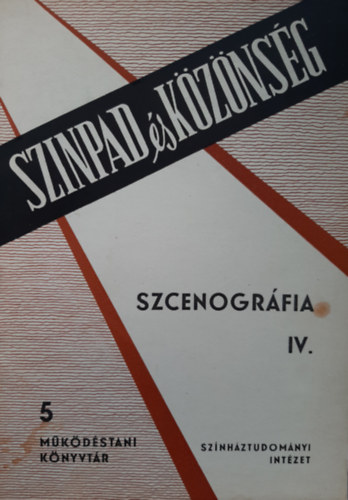 SZINPAD és KÖZÖNSÉG
SZCENOGRÁFIA
IV.
5
MŰKÖDÉSTANI
KÖNYVTÁR
SZÍNHÁZTUDOMÁNYI
INTÉZET